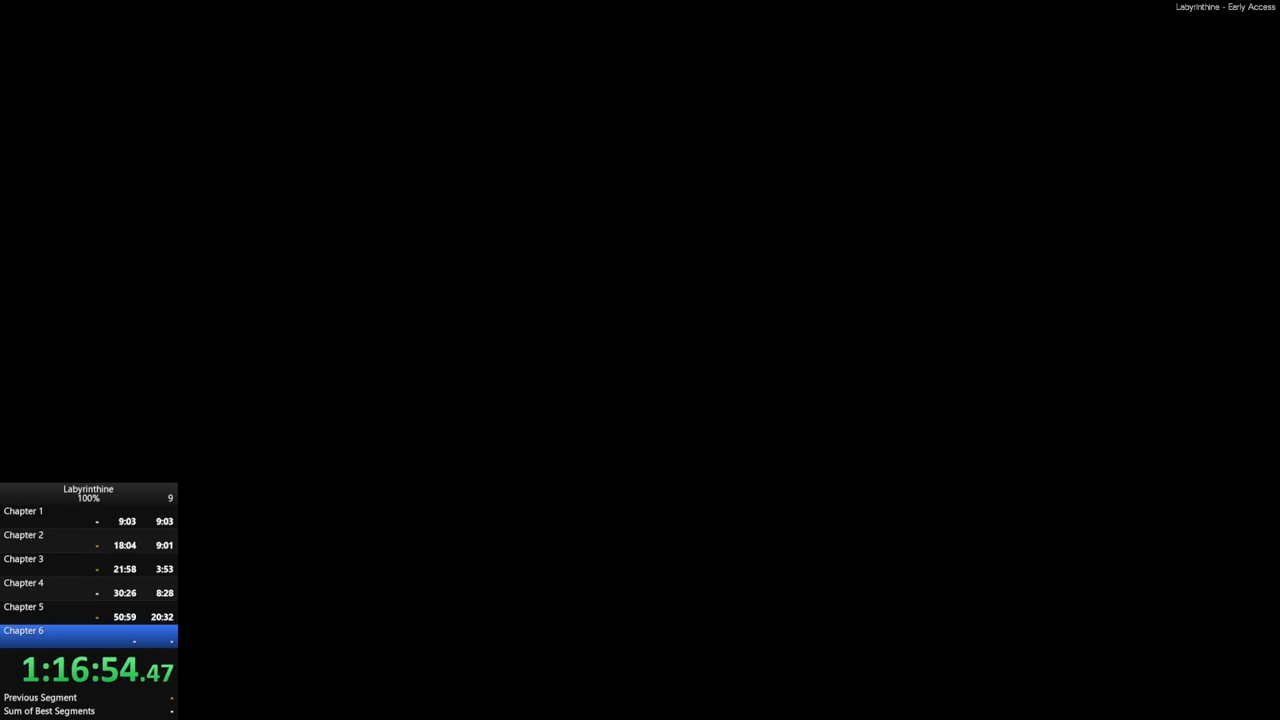 Labyrinthine - Early Access
Labyrinthine
100% 9
Chapter 1
- 9:03 9:03
Chapter 2
- 18:04 9:01
Chapter 3
- 21:58 3:53
Chapter 4
- 30:26 8:28
Chapter 5
- 50:59 20:32
Chapter 6
- -
1:16:54.47
Previous Segment -
Sum of Best Segments -